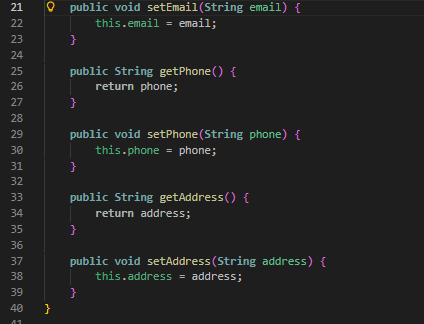 21 public void setEmail(String email) {
22 this.email = email;
23 }
24
25 public String getPhone() {
26 return phone;
27 }
28
29 public void setPhone(String phone) {
30 this.phone = phone;
31 }
32
33 public String getAddress() {
34 return address;
35 }
36
37 public void setAddress(String address) {
38 this.address = address;
39 }
40 }
41